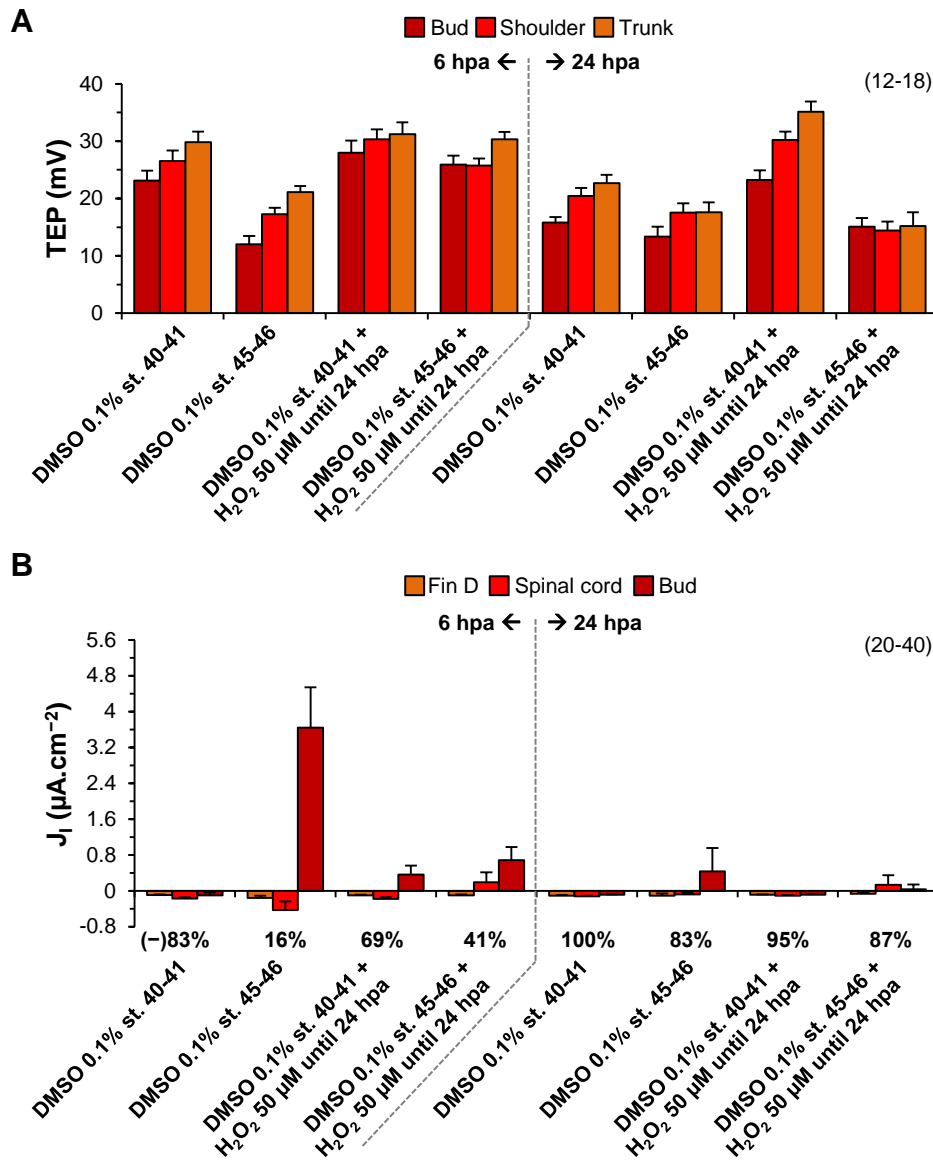 A
Bud Shoulder Trunk
6 hpa ← → 24 hpa
(12-18)
TEP (mV)
40
30
20
10
0
DMSO 0.1% st. 40-41
DMSO 0.1% st. 45-46
DMSO 0.1% st. 40-41 +
H₂O₂ 50 µM until 24 hpa
DMSO 0.1% st. 45-46 +
H₂O₂ 50 µM until 24 hpa
DMSO 0.1% st. 40-41
DMSO 0.1% st. 45-46
DMSO 0.1% st. 40-41 +
H₂O₂ 50 µM until 24 hpa
DMSO 0.1% st. 45-46 +
H₂O₂ 50 µM until 24 hpa
B
Fin D Spinal cord Bud
6 hpa ← → 24 hpa
(20-40)
J_I (µA.cm⁻²)
5.6
4.8
4
3.2
2.4
1.6
0.8
0
-0.8
(−)83% 16% 69% 41% 100% 83% 95% 87%
DMSO 0.1% st. 40-41
DMSO 0.1% st. 45-46
DMSO 0.1% st. 40-41 +
H₂O₂ 50 µM until 24 hpa
DMSO 0.1% st. 45-46 +
H₂O₂ 50 µM until 24 hpa
DMSO 0.1% st. 40-41
DMSO 0.1% st. 45-46
DMSO 0.1% st. 40-41 +
H₂O₂ 50 µM until 24 hpa
DMSO 0.1% st. 45-46 +
H₂O₂ 50 µM until 24 hpa